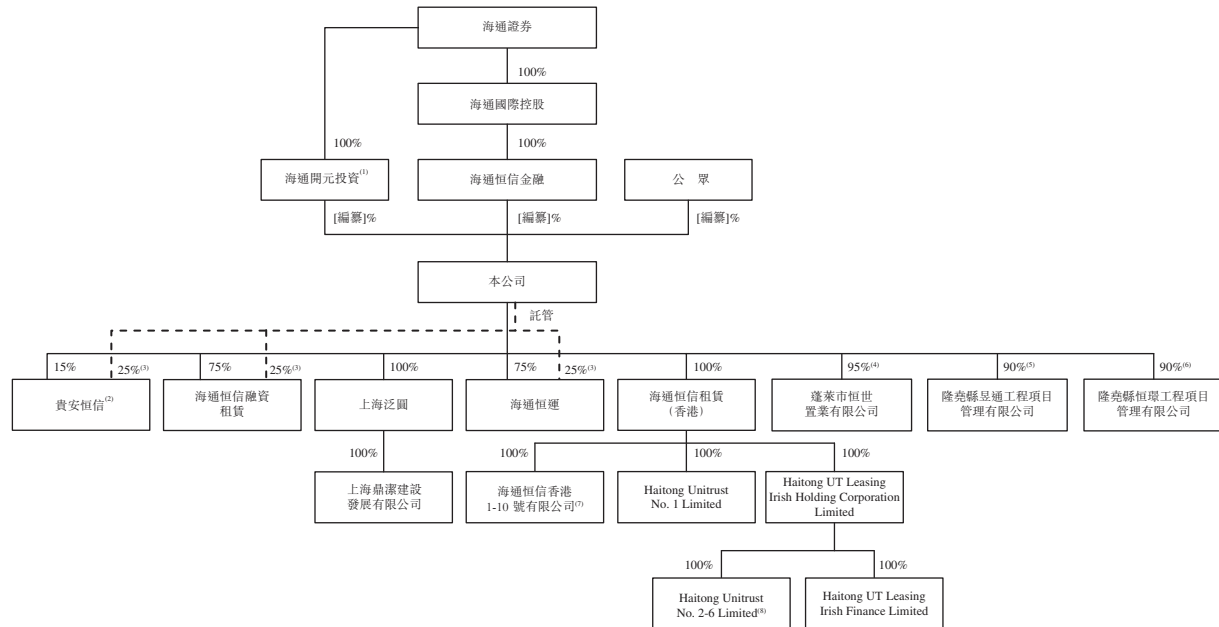 海通證券
100%
海通國際控股
100%
100%
海通開元投資(1)
海通恒信金融
公 眾
[編纂]%
[編纂]%
[編纂]%
本公司
託管
15%
25%(3)
75%
25%(3)
100%
75%
25%(3)
100%
95%(4)
90%(5)
90%(6)
貴安恒信(2)
海通恒信融資
租賃
上海泛圓
海通恒運
海通恒信租賃
(香港)
蓬萊市恒世
置業有限公司
隆堯縣昱通工程項目
管理有限公司
隆堯縣恒環工程項目
管理有限公司
100%
100%
100%
100%
上海鼎潔建設
發展有限公司
海通恒信香港
1-10 號有限公司(7)
Haitong Unitrust
No. 1 Limited
Haitong UT Leasing
Irish Holding Corporation
Limited
100%
100%
Haitong Unitrust
No. 2-6 Limited(8)
Haitong UT Leasing
Irish Finance Limited